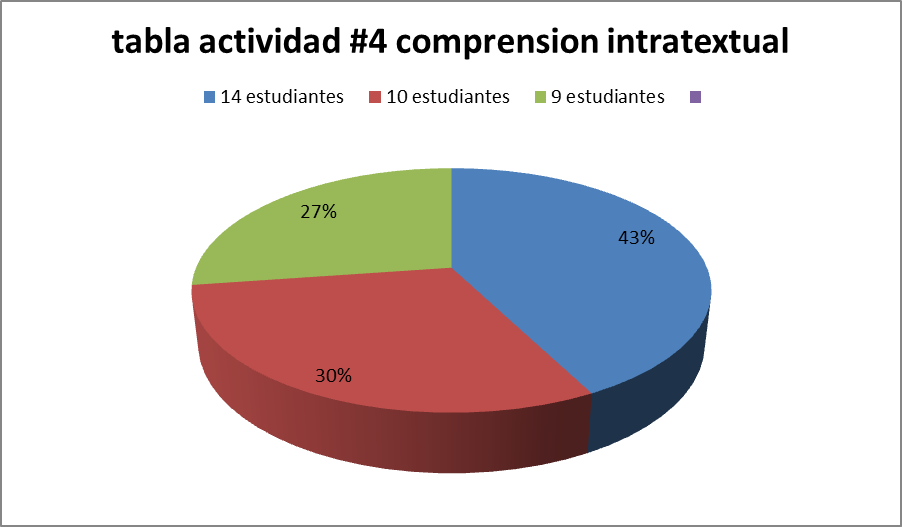 tabla actividad #4 comprension intratextual
14 estudiantes 10 estudiantes 9 estudiantes
27%
43%
30%